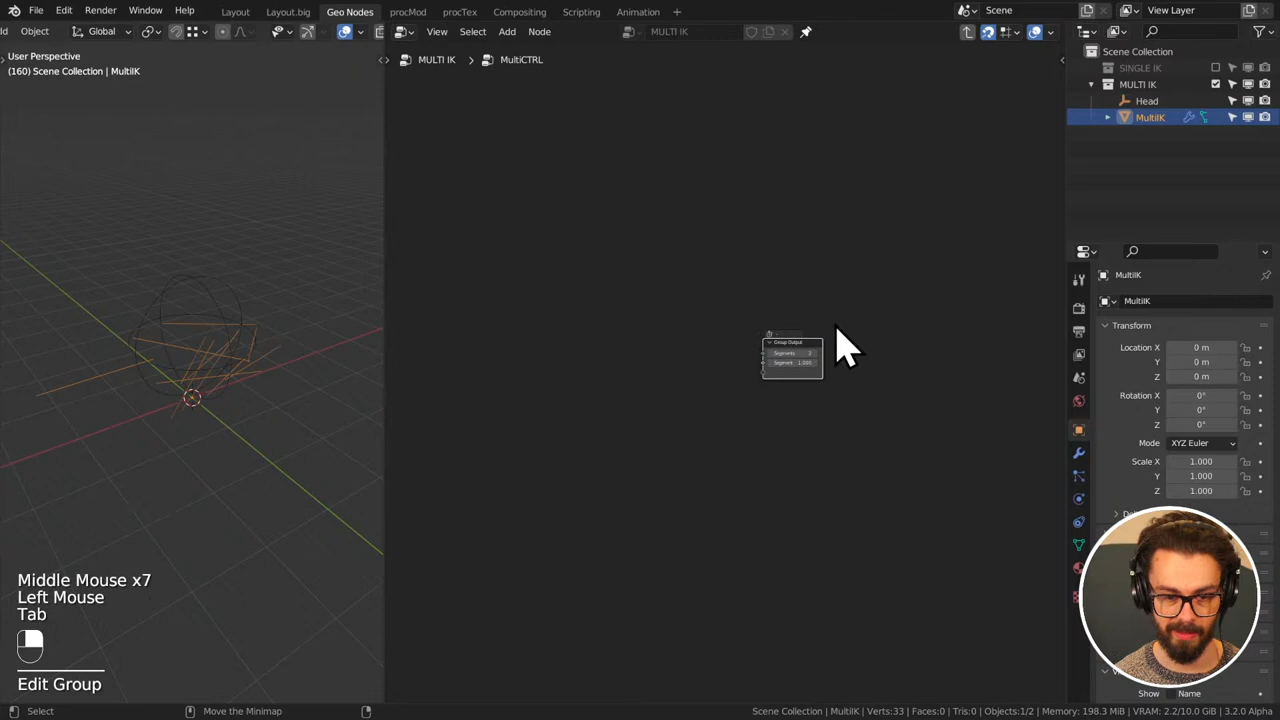 File Edit Render Window Help Layout Layout.big Geo Nodes procMod procTex Compositing Scripting Animation + Scene View Layer
Object Global View Select Add Node MULTI IK
User Perspective
(160) Scene Collection | MultiIK
MULTI IK > MultiCTRL
Scene Collection
SINGLE IK
MULTI IK
Head
MultiIK
MultiIK
MultiIK
Transform
Location X 0 m
Y 0 m
Z 0 m
Rotation X 0°
Y 0°
Z 0°
Mode XYZ Euler
Scale X 1.000
Y 1.000
Z 1.000
Group Output
Segments 2
Segment 1.000
Middle Mouse x7
Left Mouse
Tab
Edit Group
Show Name
Select Move the Minimap Scene Collection | MultiIK | Verts:33 | Faces:0 | Tris:0 | Objects:1/2 | Memory: 198.3 MiB | VRAM: 2.2/10.0 GiB | 3.2.0 Alpha